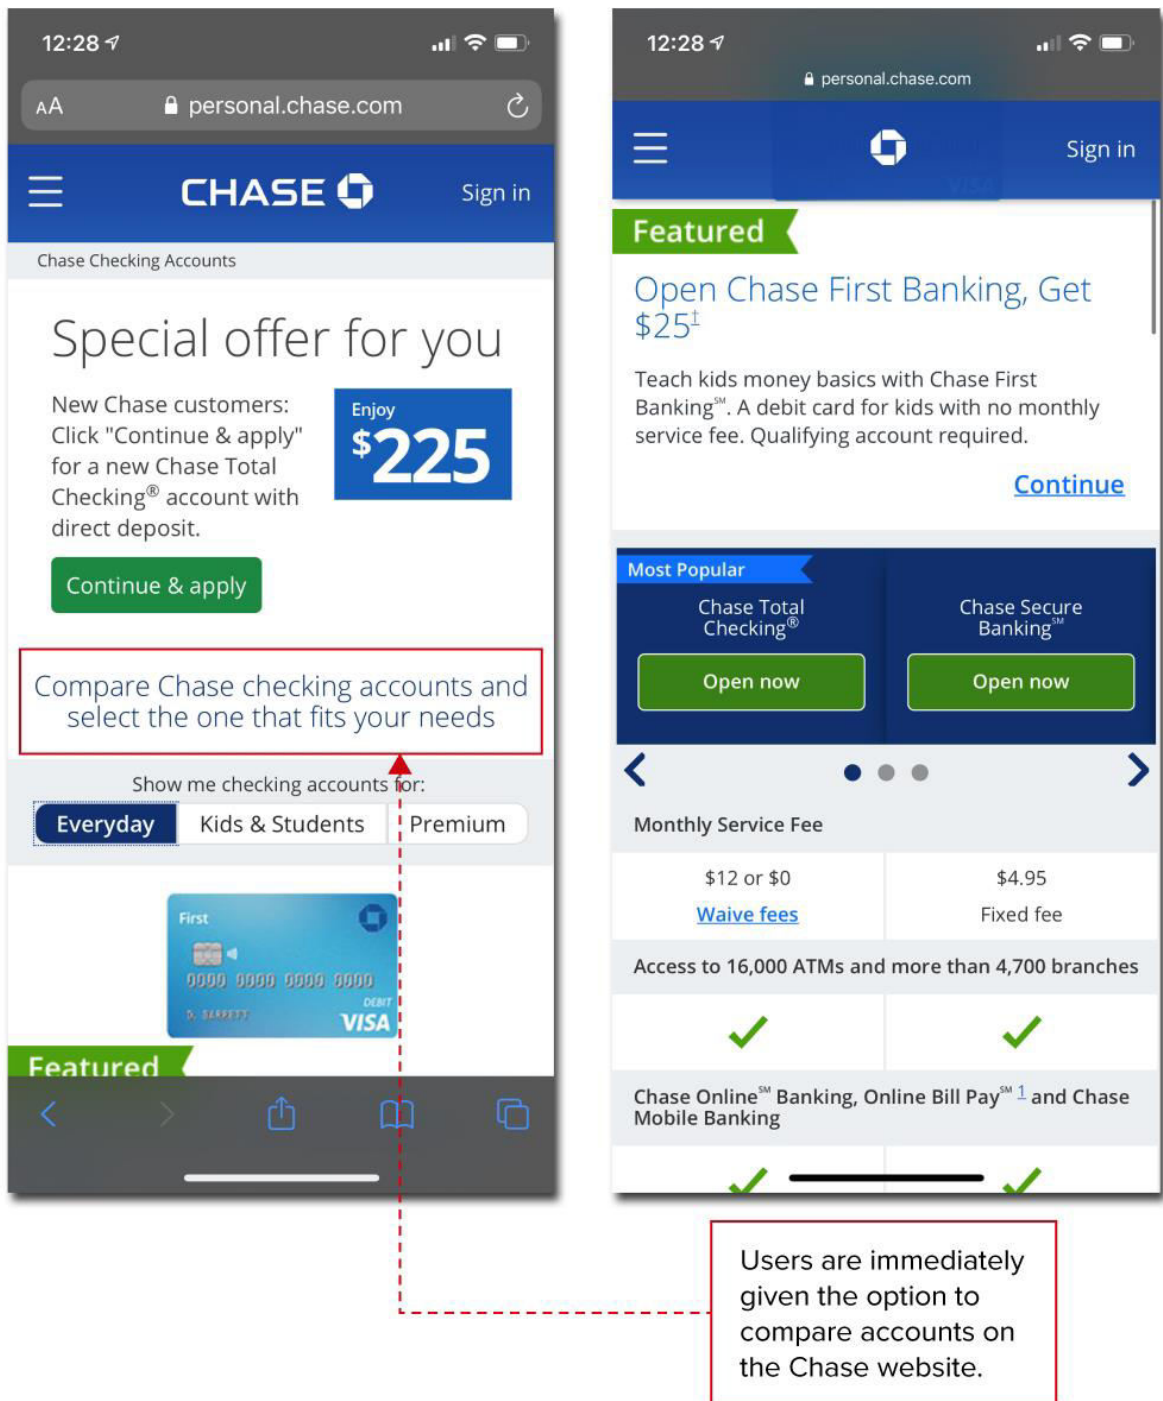 12:28
AA personal.chase.com
CHASE
Sign in
Chase Checking Accounts
Special offer for you
New Chase customers:
Click "Continue & apply"
for a new Chase Total
Checking® account with
direct deposit.
Enjoy
$225
Continue & apply
Compare Chase checking accounts and
select the one that fits your needs
Show me checking accounts for:
Everyday
Kids & Students
Premium
First
0000 0000 0000 0000
D. BARRETT
DEBIT
VISA
Featured
12:28
personal.chase.com
Sign in
Featured
Open Chase First Banking, Get
$25‡
Teach kids money basics with Chase First
Banking℠. A debit card for kids with no monthly
service fee. Qualifying account required.
Continue
Most Popular
Chase Total
Checking®
Open now
Chase Secure
Banking℠
Open now
Monthly Service Fee
$12 or $0
Waive fees
$4.95
Fixed fee
Access to 16,000 ATMs and more than 4,700 branches
Chase Online℠ Banking, Online Bill Pay℠ 1 and Chase
Mobile Banking
Users are immediately
given the option to
compare accounts on
the Chase website.